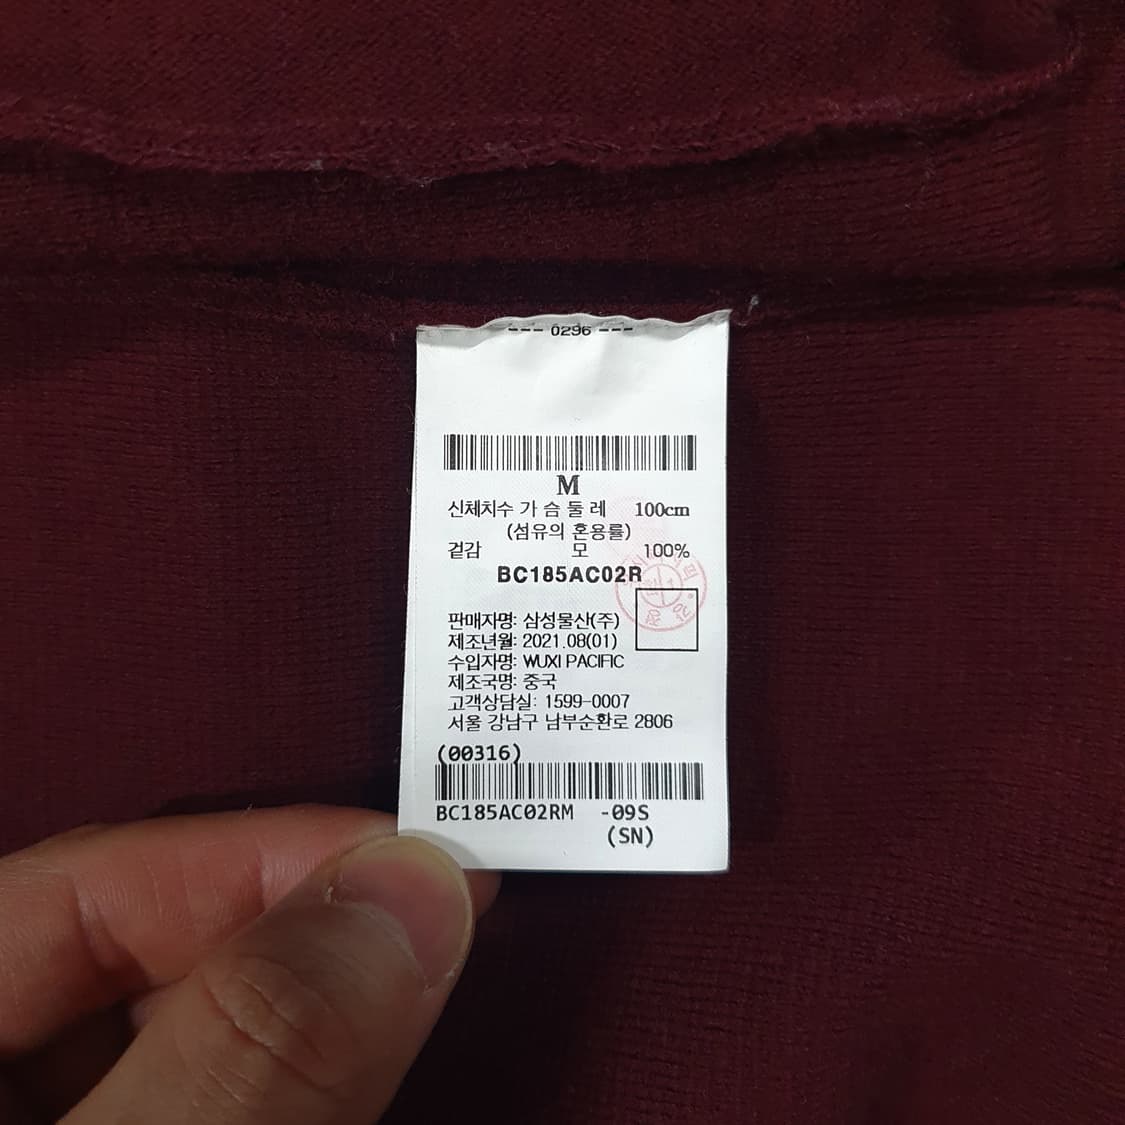 --- 0296 ---
M
신체치수 가 슴 둘 레 100cm
(섬유의 혼용률)
겉감 모 100%
BC185AC02R
판매자명: 삼성물산(주)
제조년월: 2021.08(01)
수입자명: WUXI PACIFIC
제조국명: 중국
고객상담실: 1599-0007
서울 강남구 남부순환로 2806
(00316)
BC185AC02RM -09S
(SN)